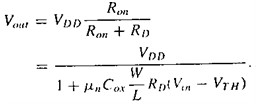 V_out = V_DD R_on / (R_on + R_D)
= V_DD / (1 + μ_n C_ox W/L R_D(V_in − V_TH)).